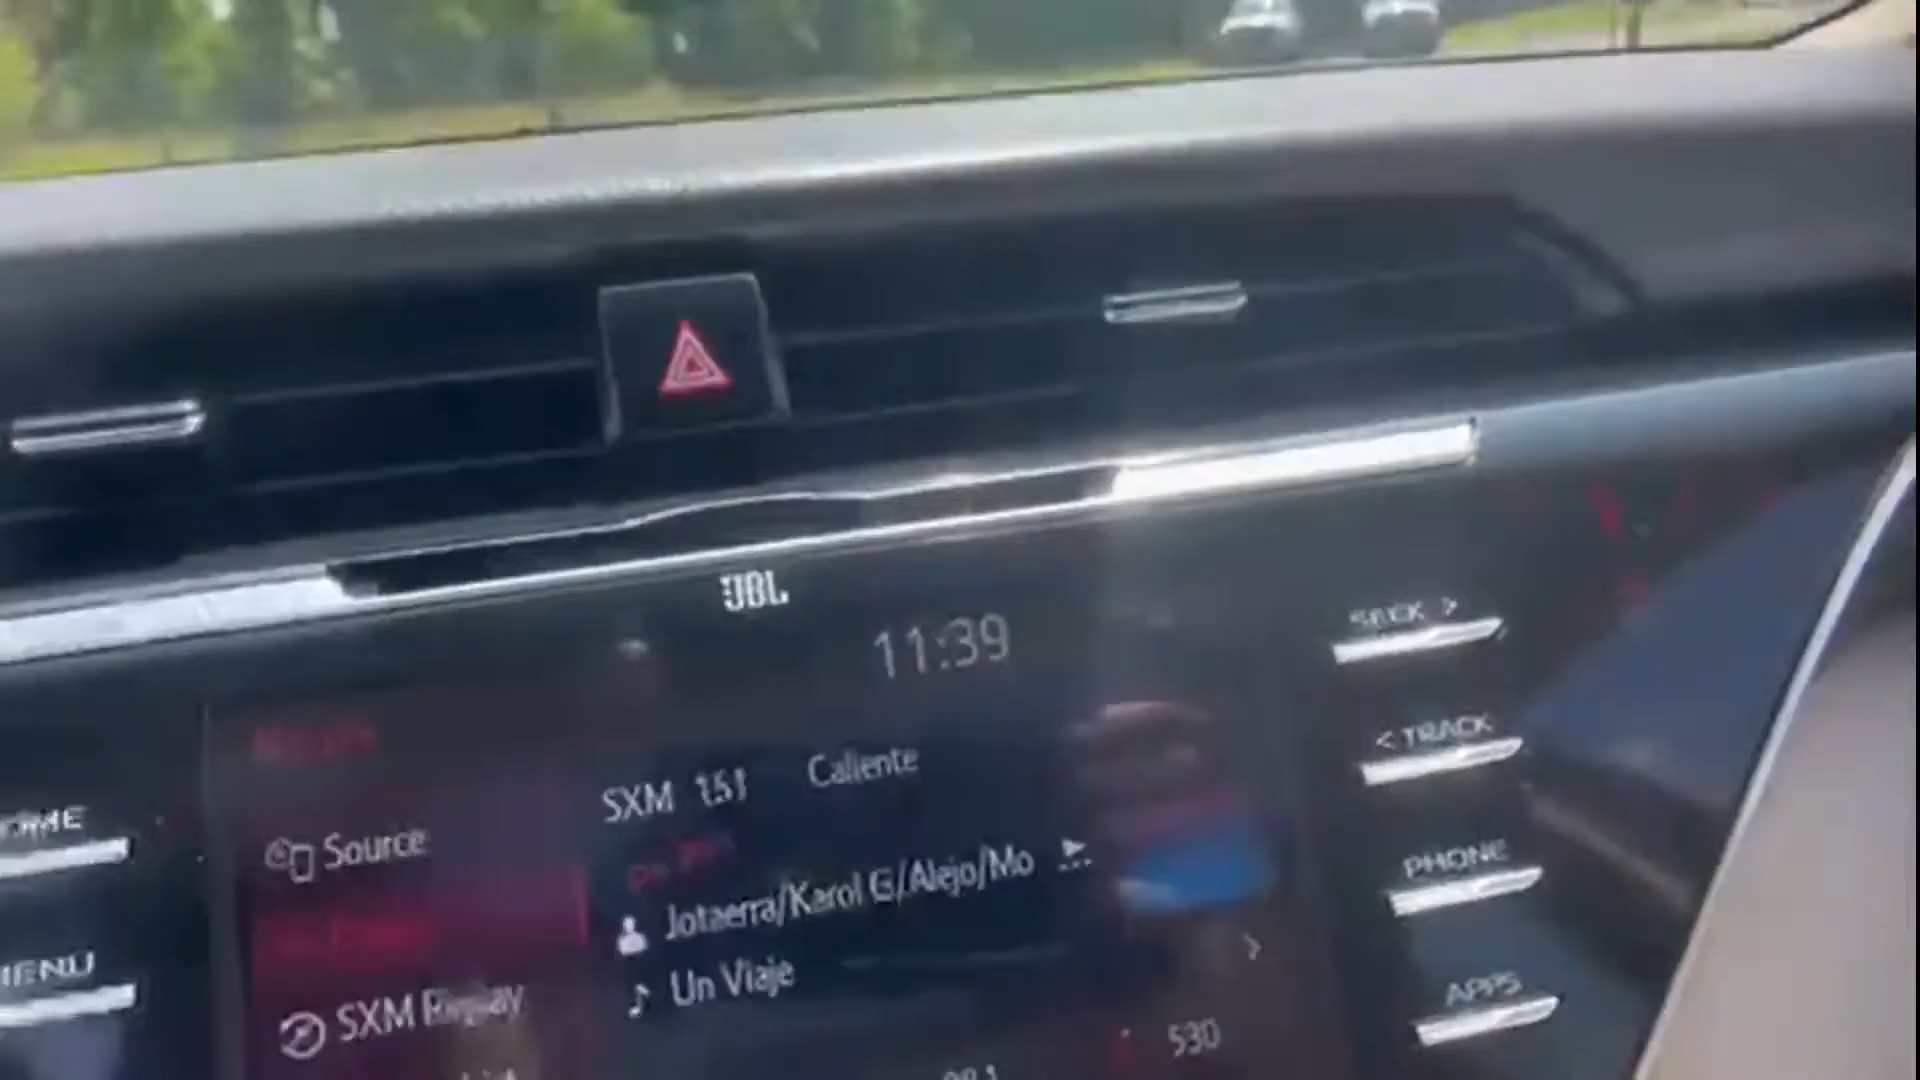 JBL
11:39
SEEK >
SXM 151 Caliente
< TRACK
Source
Jotaerra/Karol G/Alejo/Mo
PHONE
Un Viaje
MENU
SXM Replay
APPS
530